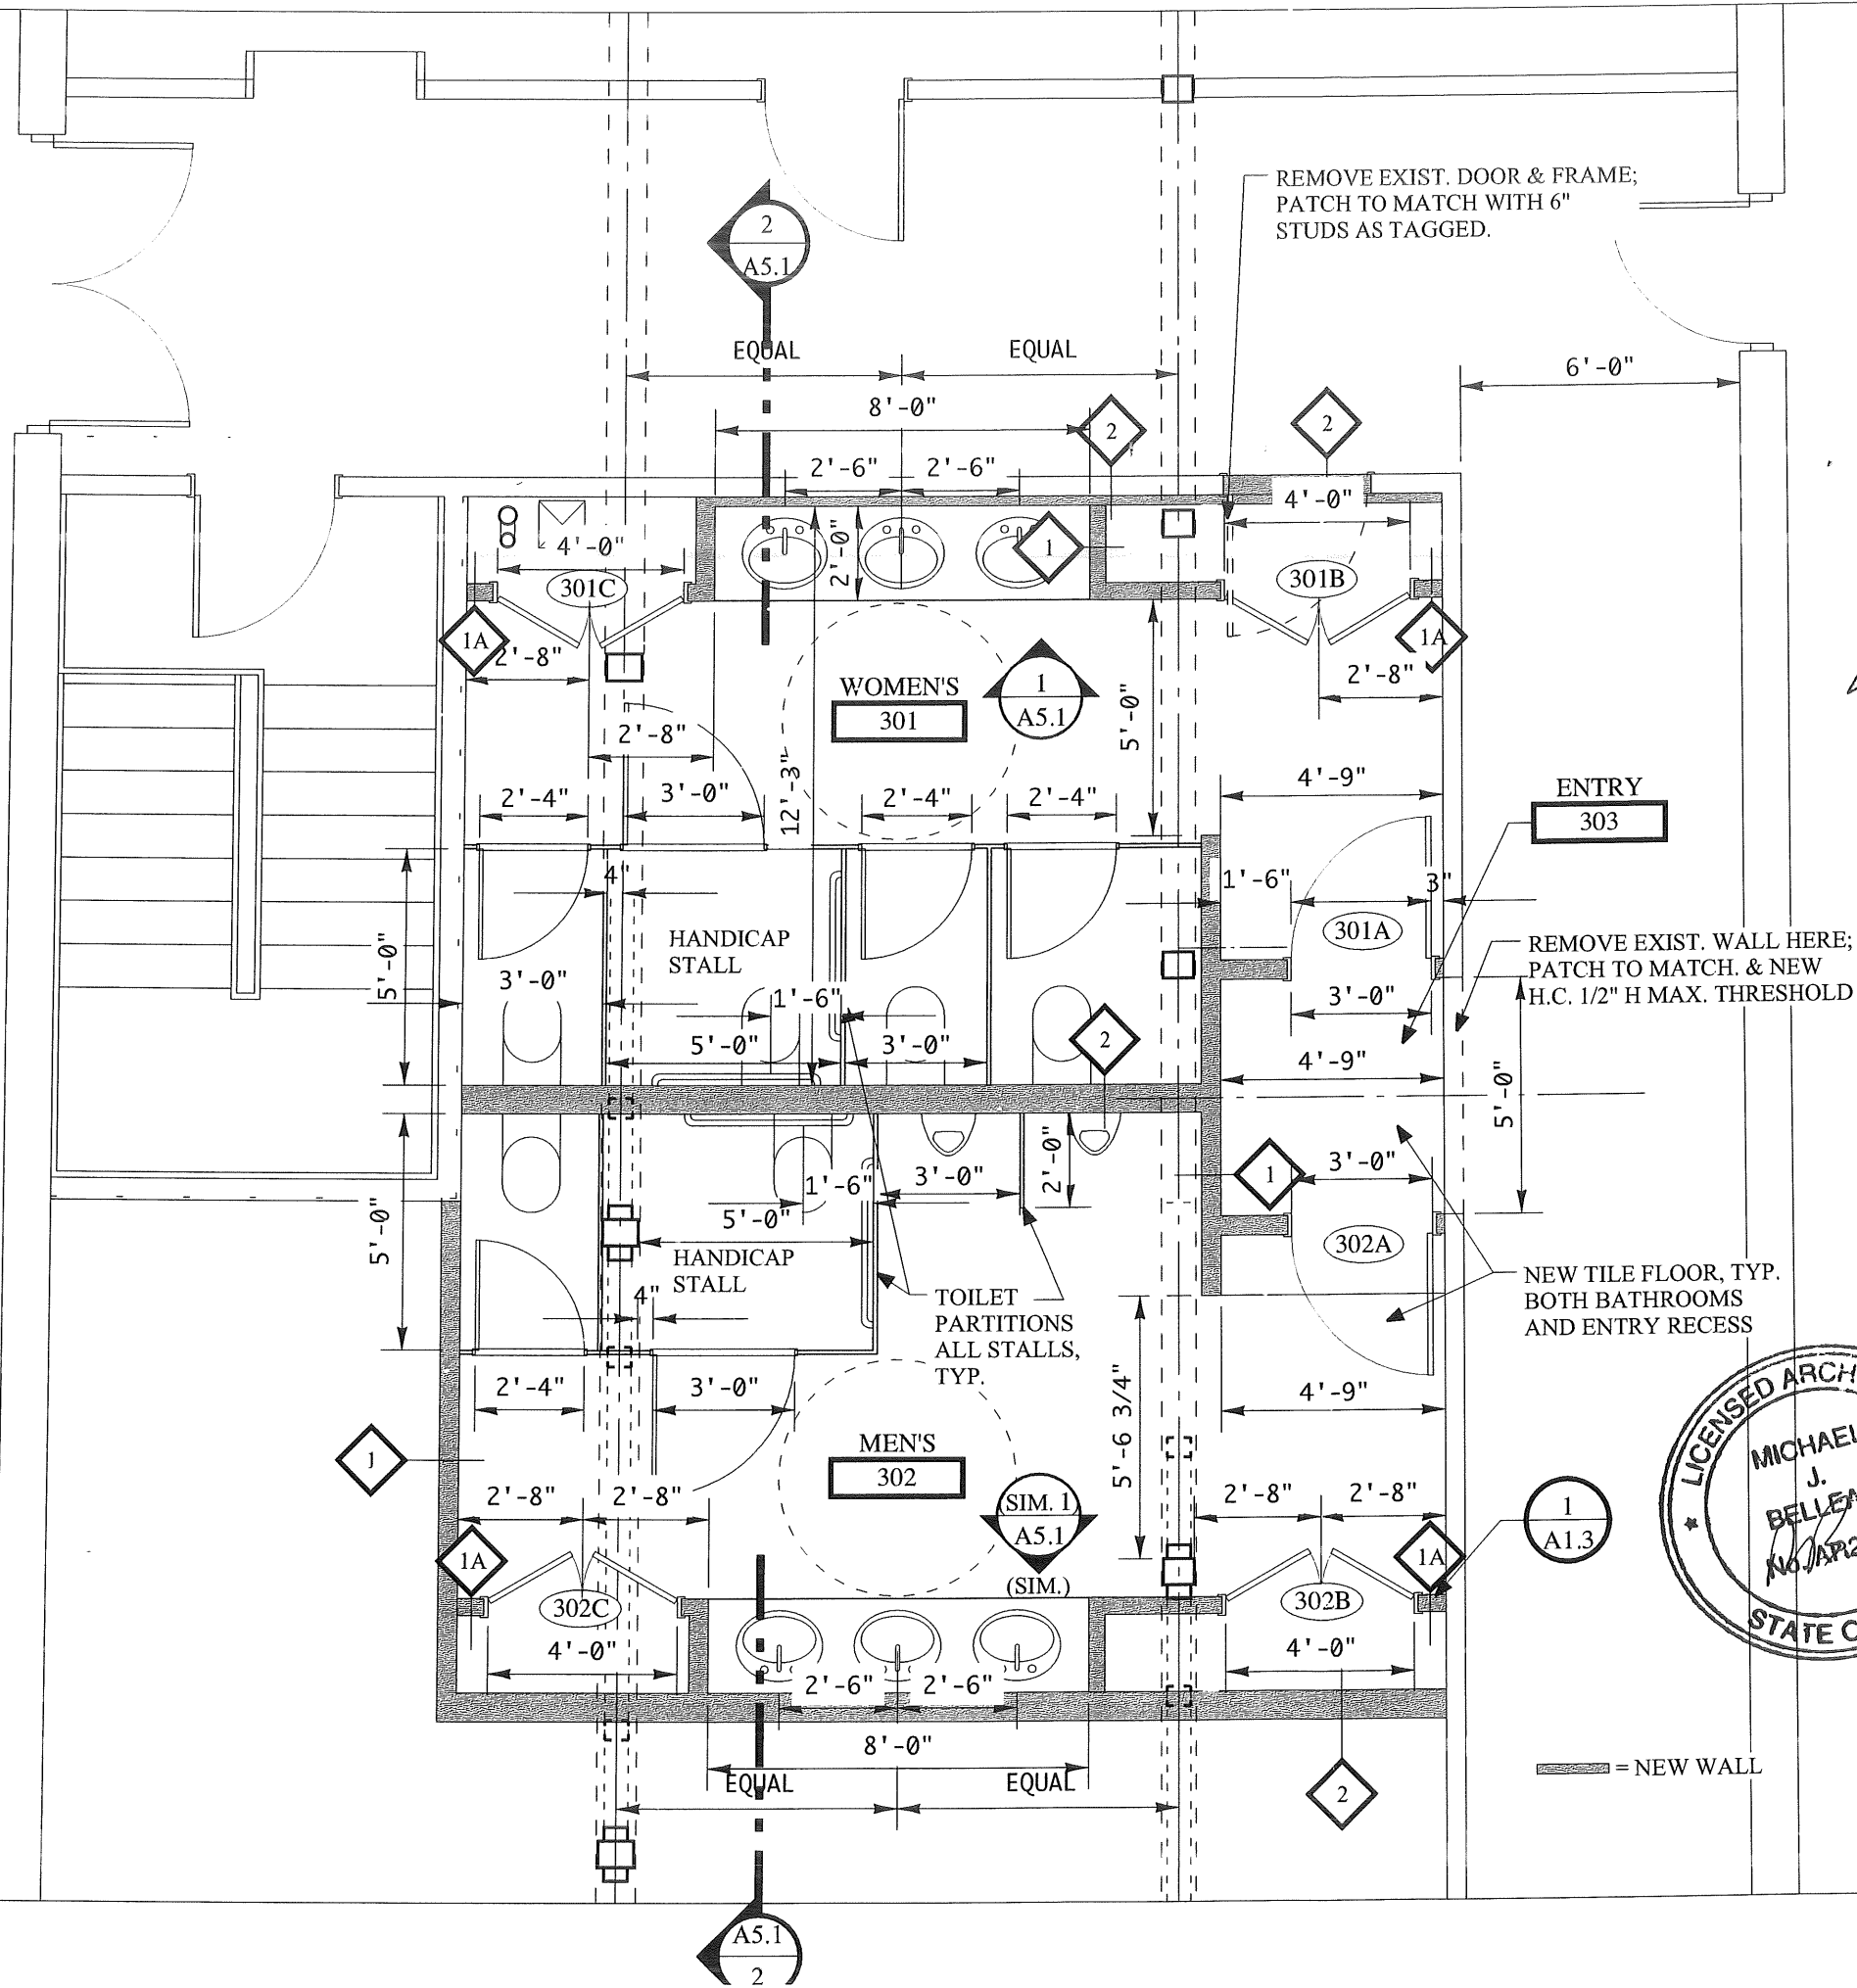 REMOVE EXIST. DOOR & FRAME;
PATCH TO MATCH WITH 6"
STUDS AS TAGGED.
2
A5.1
EQUAL
EQUAL
6'-0"
8'-0"
2
2
2'-6"
2'-6"
4'-0"
4'-0"
2'-0"
1
301C
301B
1A
1A
2'-8"
2'-8"
WOMEN'S
301
1
A5.1
5'-0"
2'-8"
12'-3"
4'-9"
ENTRY
303
2'-4"
3'-0"
2'-4"
2'-4"
4"
1'-6"
3"
301A
HANDICAP
STALL
REMOVE EXIST. WALL HERE;
PATCH TO MATCH. & NEW
H.C. 1/2" H MAX. THRESHOLD
5'-0"
3'-0"
1'-6"
3'-0"
5'-0"
3'-0"
2
4'-9"
5'-0"
5'-0"
3'-0"
2'-0"
1
3'-0"
1'-6"
5'-0"
302A
HANDICAP
STALL
4"
TOILET
PARTITIONS
ALL STALLS,
TYP.
NEW TILE FLOOR, TYP.
BOTH BATHROOMS
AND ENTRY RECESS
2'-4"
3'-0"
5'-6 3/4"
4'-9"
1
MEN'S
302
2'-8"
2'-8"
(SIM. 1)
A5.1
(SIM.)
2'-8"
2'-8"
1
A1.3
1A
1A
302C
302B
4'-0"
4'-0"
2'-6"
2'-6"
8'-0"
EQUAL
EQUAL
= NEW WALL
2
A5.1
2
LICENSED
MICHAEL
J.
STATE